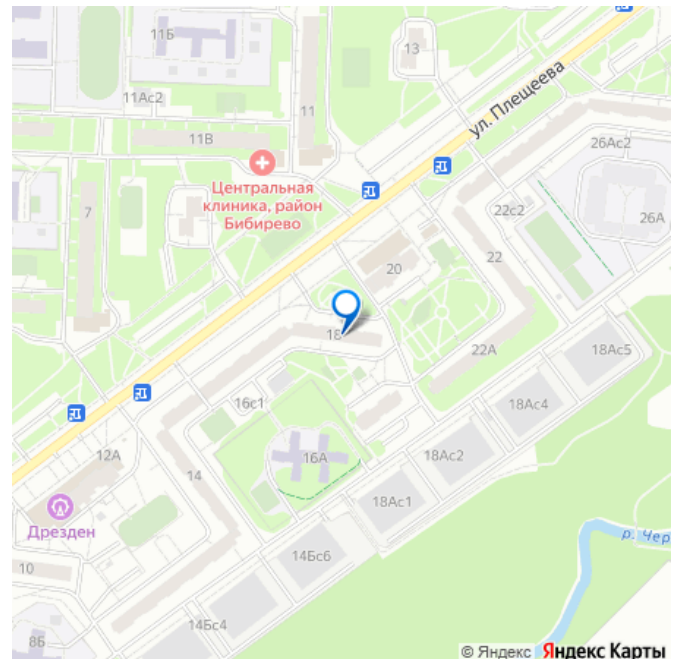 11Б
13
ул. Плещеева
11Ас2
11
11В
26Ас2
Центральная
клиника, район
Бибирево
7
22с2
26А
20
22
18
22А
18Ас5
16с1
18Ас4
12А
14
16А
18Ас2
18Ас1
Дрезден
р. Чер
14Бс6
10
14Бс4
8Б
© Яндекс Яндекс Карты